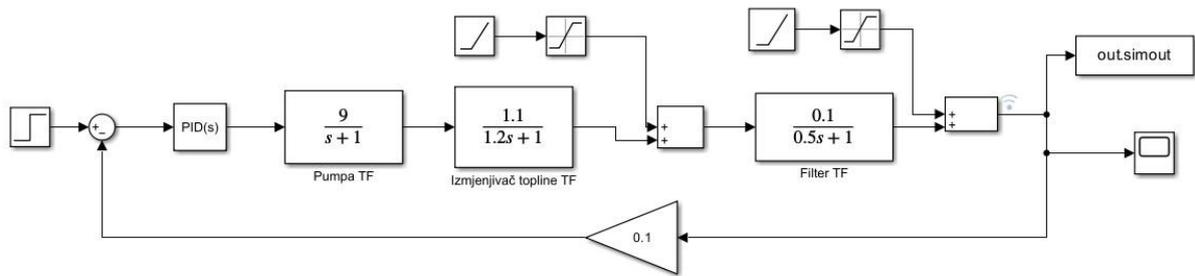 out.simout
+
−
PID(s)
9
s + 1
Pumpa TF
1.1
1.2s + 1
Izmjenjivač topline TF
+
+
0.1
0.5s + 1
Filter TF
+
+
0.1